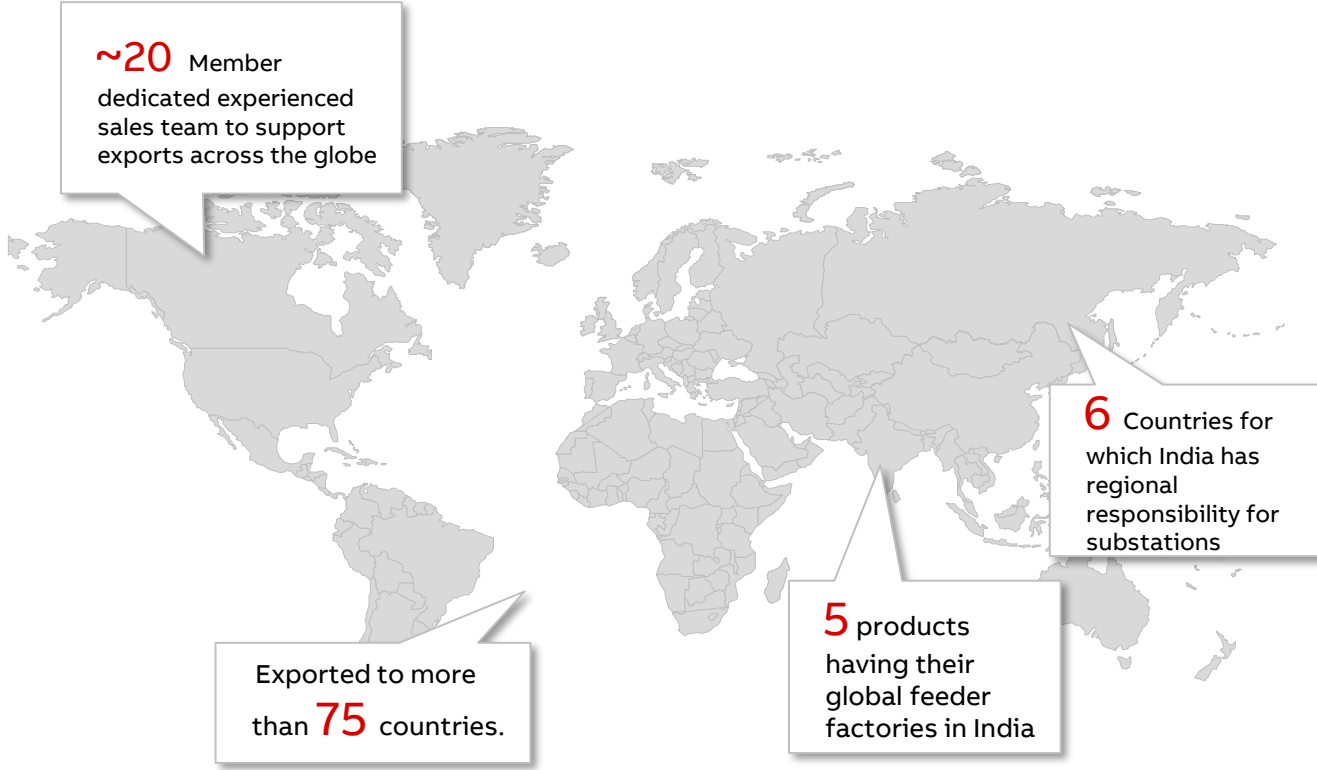 ~20 Member
dedicated experienced
sales team to support
exports across the globe
6 Countries for
which India has
regional
responsibility for
substations
5 products
having their
global feeder
factories in India
Exported to more
than 75 countries.